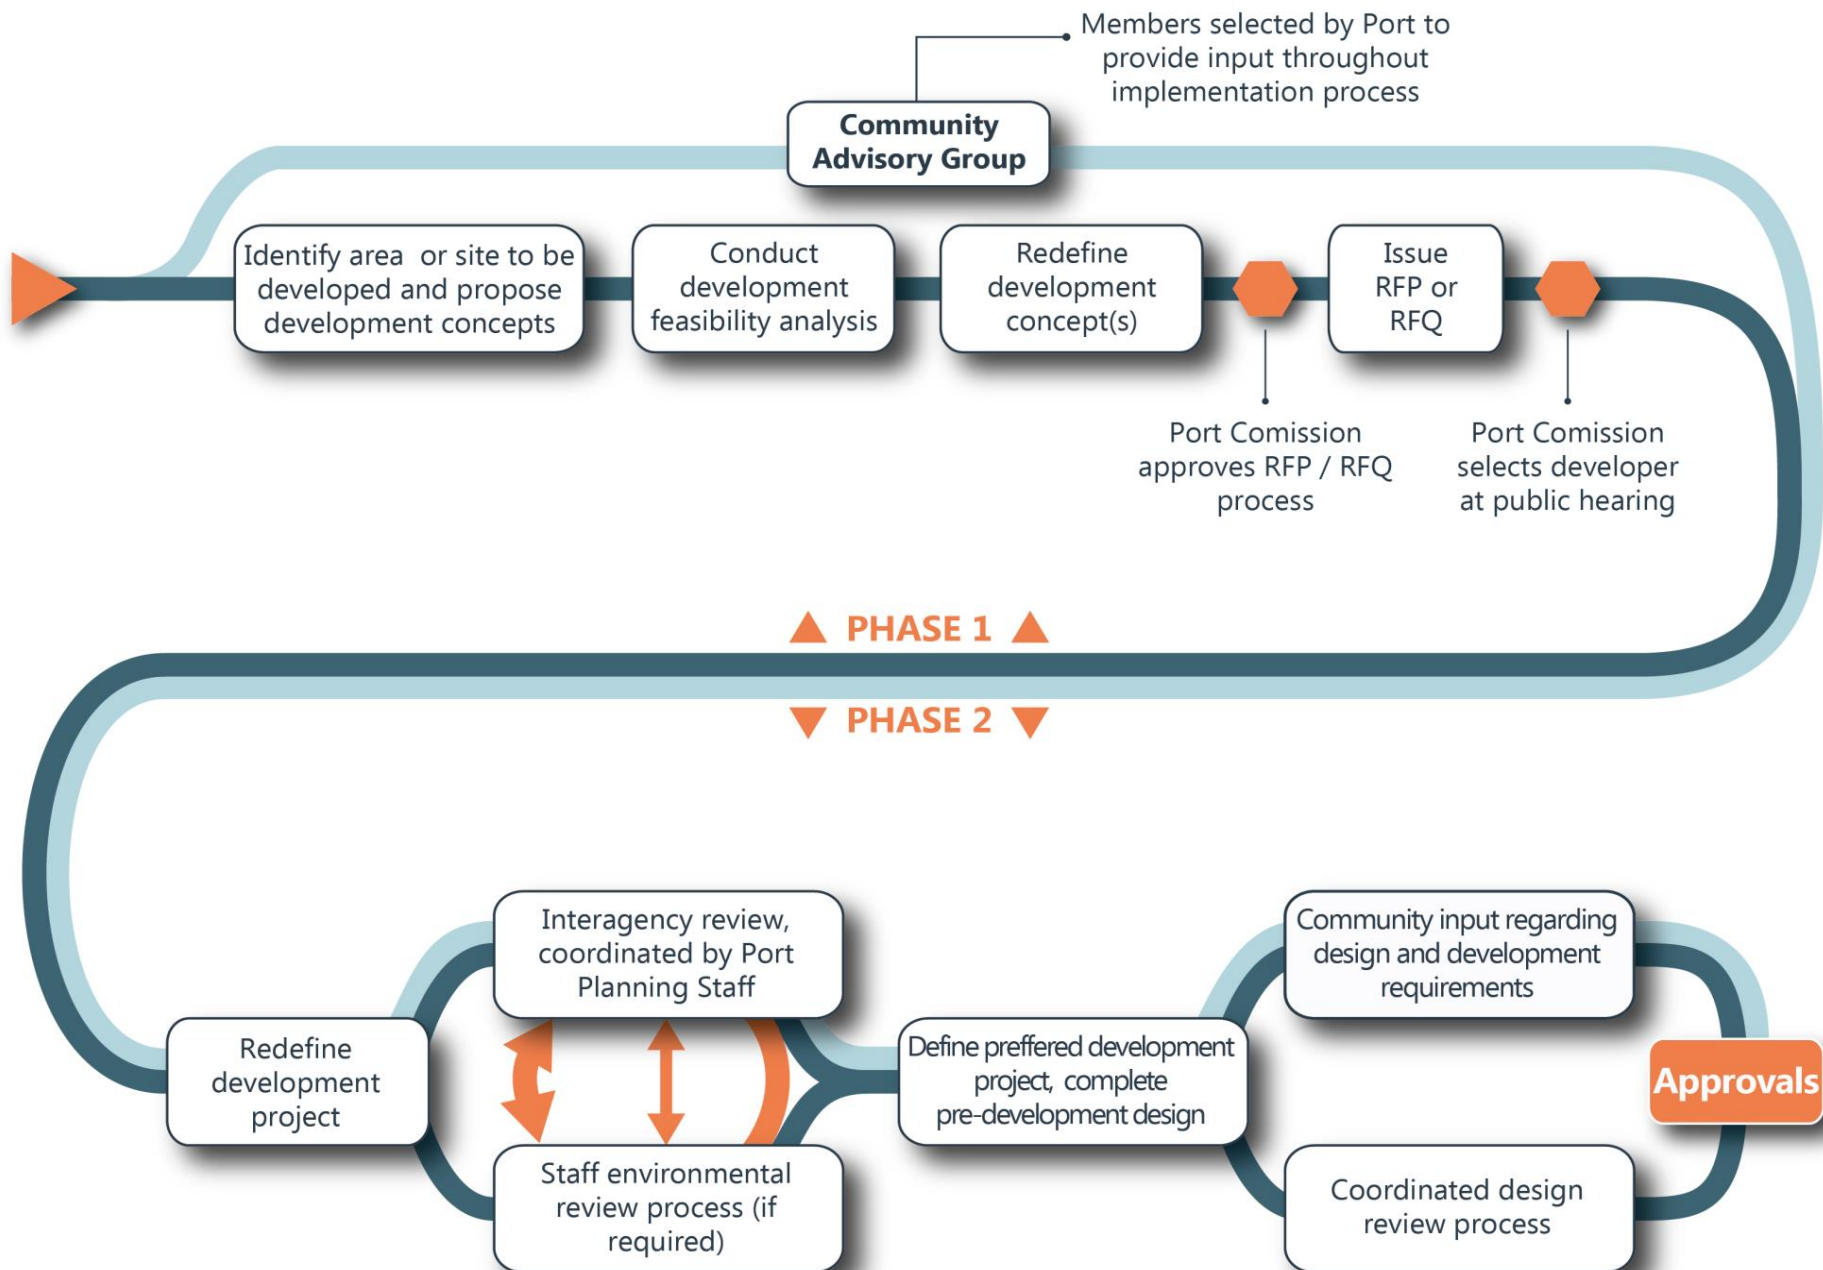 Members selected by Port to
provide input throughout
implementation process
Community
Advisory Group
Identify area or site to be
developed and propose
development concepts
Conduct
development
feasibility analysis
Redefine
development
concept(s)
Issue
RFP or
RFQ
Port Comission
approves RFP / RFQ
process
Port Comission
selects developer
at public hearing
PHASE 1
PHASE 2
Redefine
development
project
Interagency review,
coordinated by Port
Planning Staff
Staff environmental
review process (if
required)
Define preffered development
project, complete
pre-development design
Community input regarding
design and development
requirements
Coordinated design
review process
Approvals